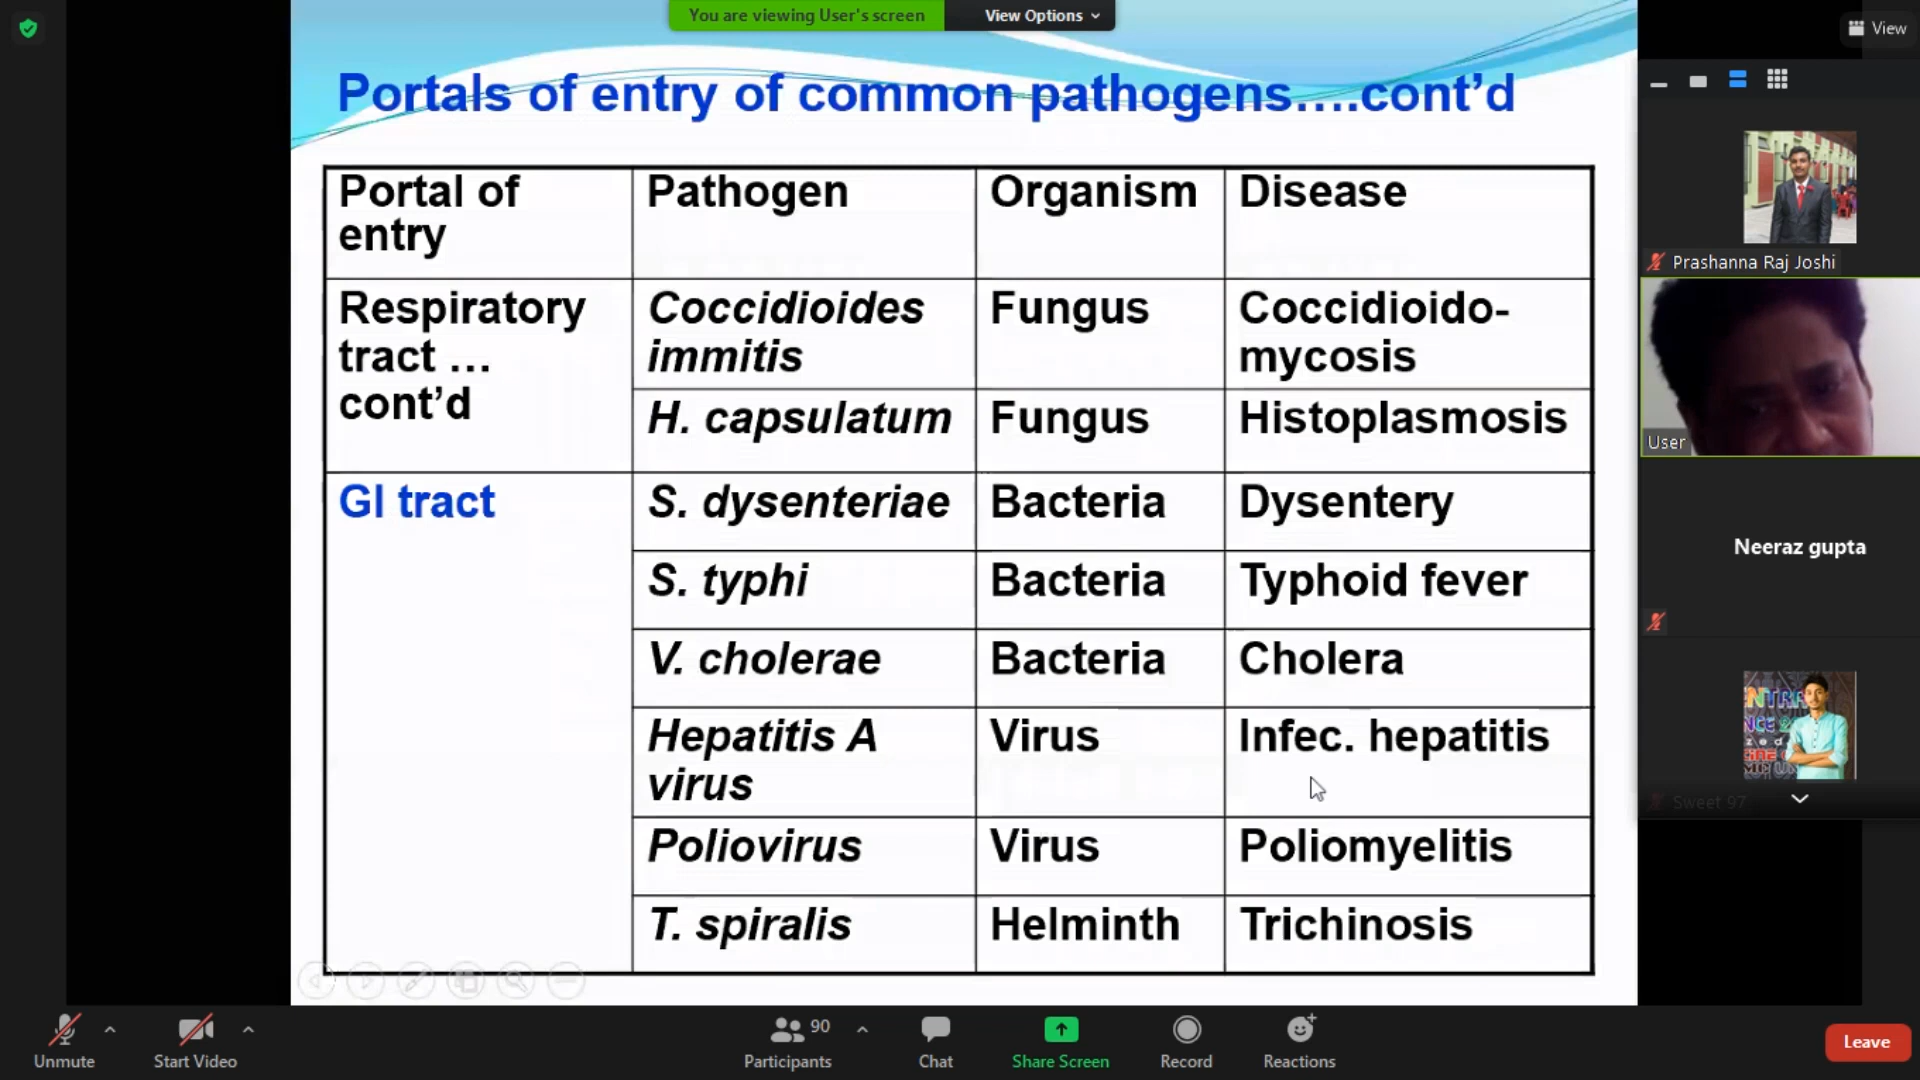 You are viewing User's screen View Options
View
Portals of entry of common pathogens....cont'd
Portal of entry Pathogen Organism Disease
Respiratory tract ... cont'd Coccidioides immitis Fungus Coccidioido-mycosis
H. capsulatum Fungus Histoplasmosis
GI tract S. dysenteriae Bacteria Dysentery
S. typhi Bacteria Typhoid fever
V. cholerae Bacteria Cholera
Hepatitis A virus Virus Infec. hepatitis
Poliovirus Virus Poliomyelitis
T. spiralis Helminth Trichinosis
Prashanna Raj Joshi
User
Neeraz gupta
Sweet 97
Unmute
Start Video
90
Participants
Chat
Share Screen
Record
Reactions
Leave